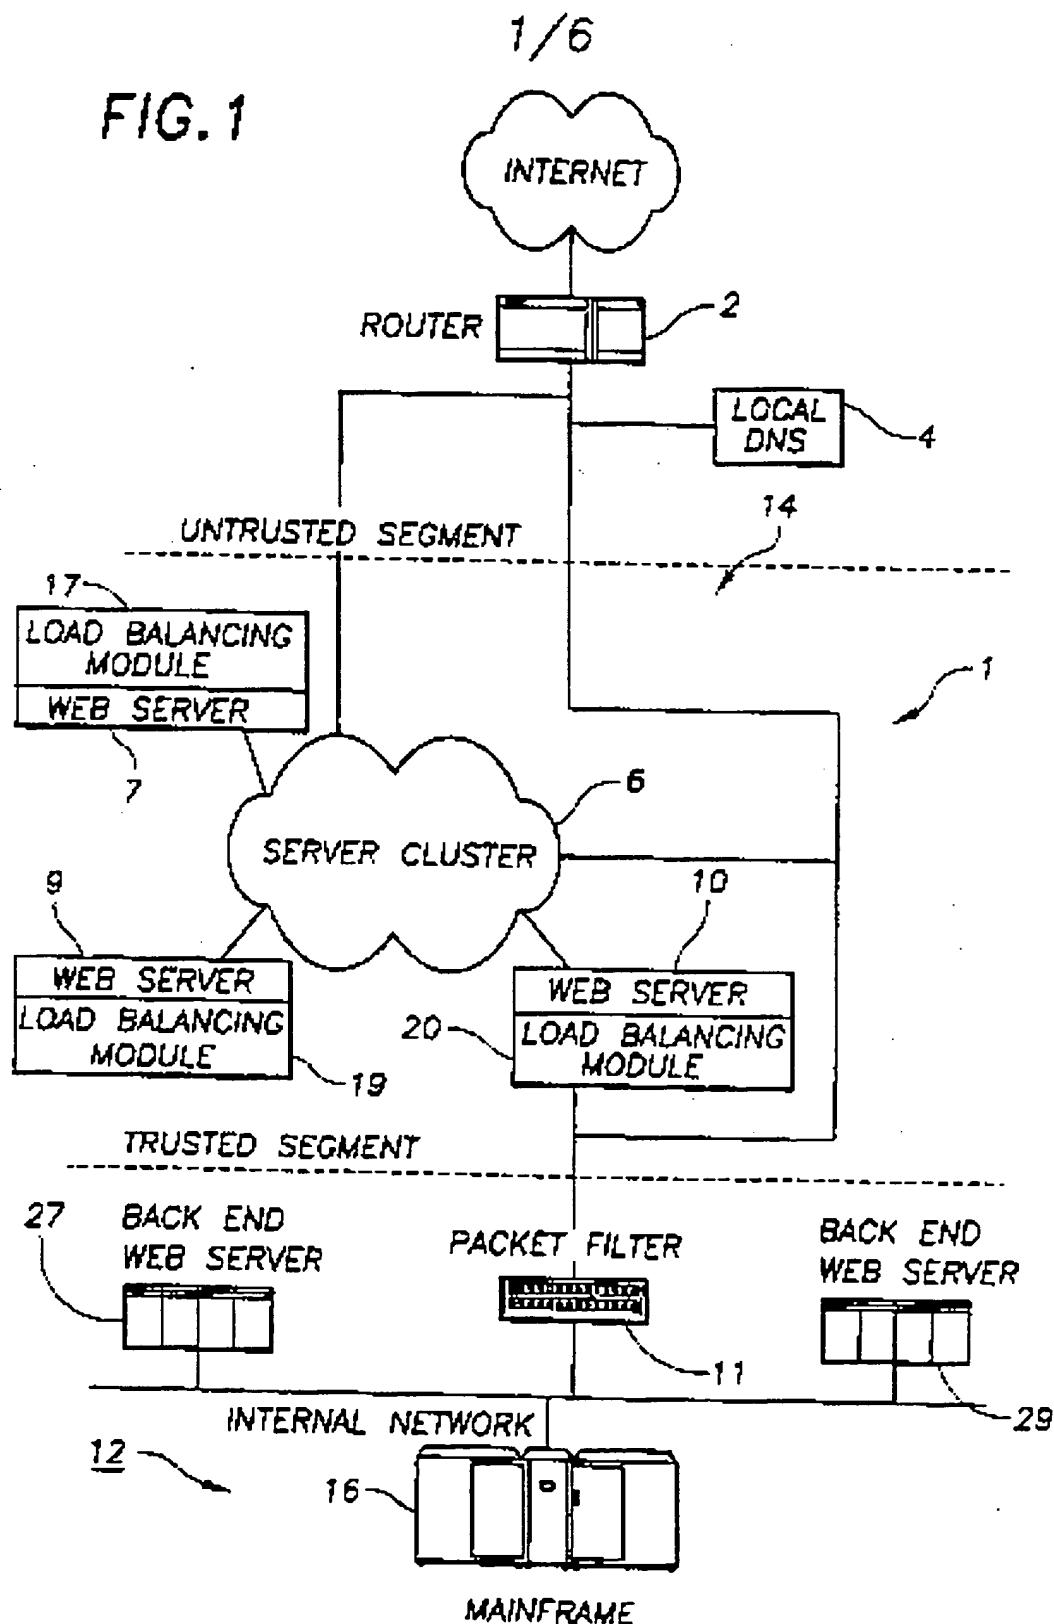 1/6
FIG. 1
INTERNET
ROUTER
2
LOCAL
DNS
4
UNTRUSTED SEGMENT
14
17
LOAD BALANCING
MODULE
WEB SERVER
7
1
6
SERVER CLUSTER
9
WEB SERVER
LOAD BALANCING
MODULE
19
10
WEB SERVER
20
LOAD BALANCING
MODULE
TRUSTED SEGMENT
27
BACK END
WEB SERVER
PACKET FILTER
11
BACK END
WEB SERVER
29
INTERNAL NETWORK
12
16
MAINFRAME